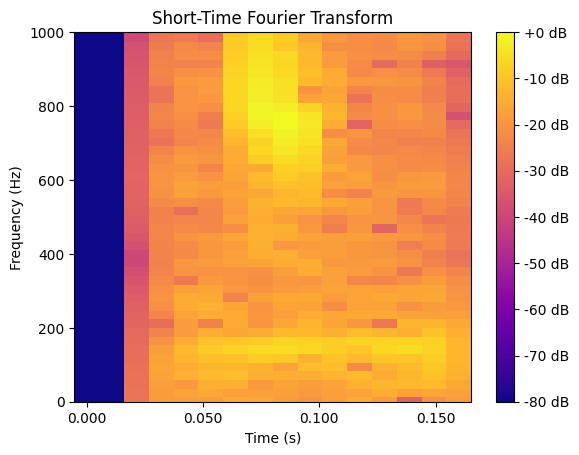 Short-Time Fourier Transform
Frequency (Hz)
1000
800
600
400
200
0
0.000
0.050
0.100
0.150
Time (s)
+0 dB
-10 dB
-20 dB
-30 dB
-40 dB
-50 dB
-60 dB
-70 dB
-80 dB